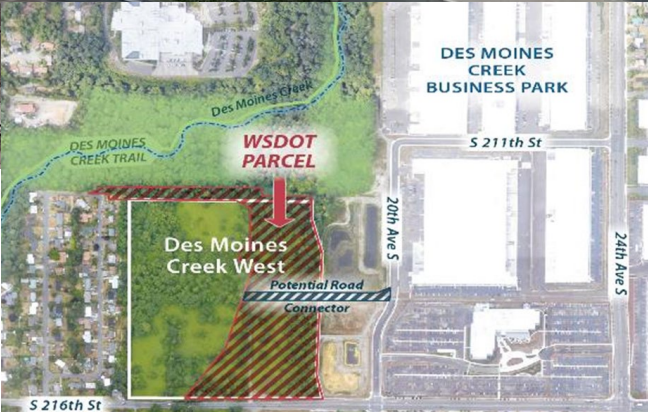 DES MOINES
CREEK
BUSINESS PARK
Des Moines Creek
DES MOINES
CREEK TRAIL
WSDOT
PARCEL
S 211th St
20th Ave S
24th Ave S
Des Moines
Creek West
Potential Road
Connector
S 216th St